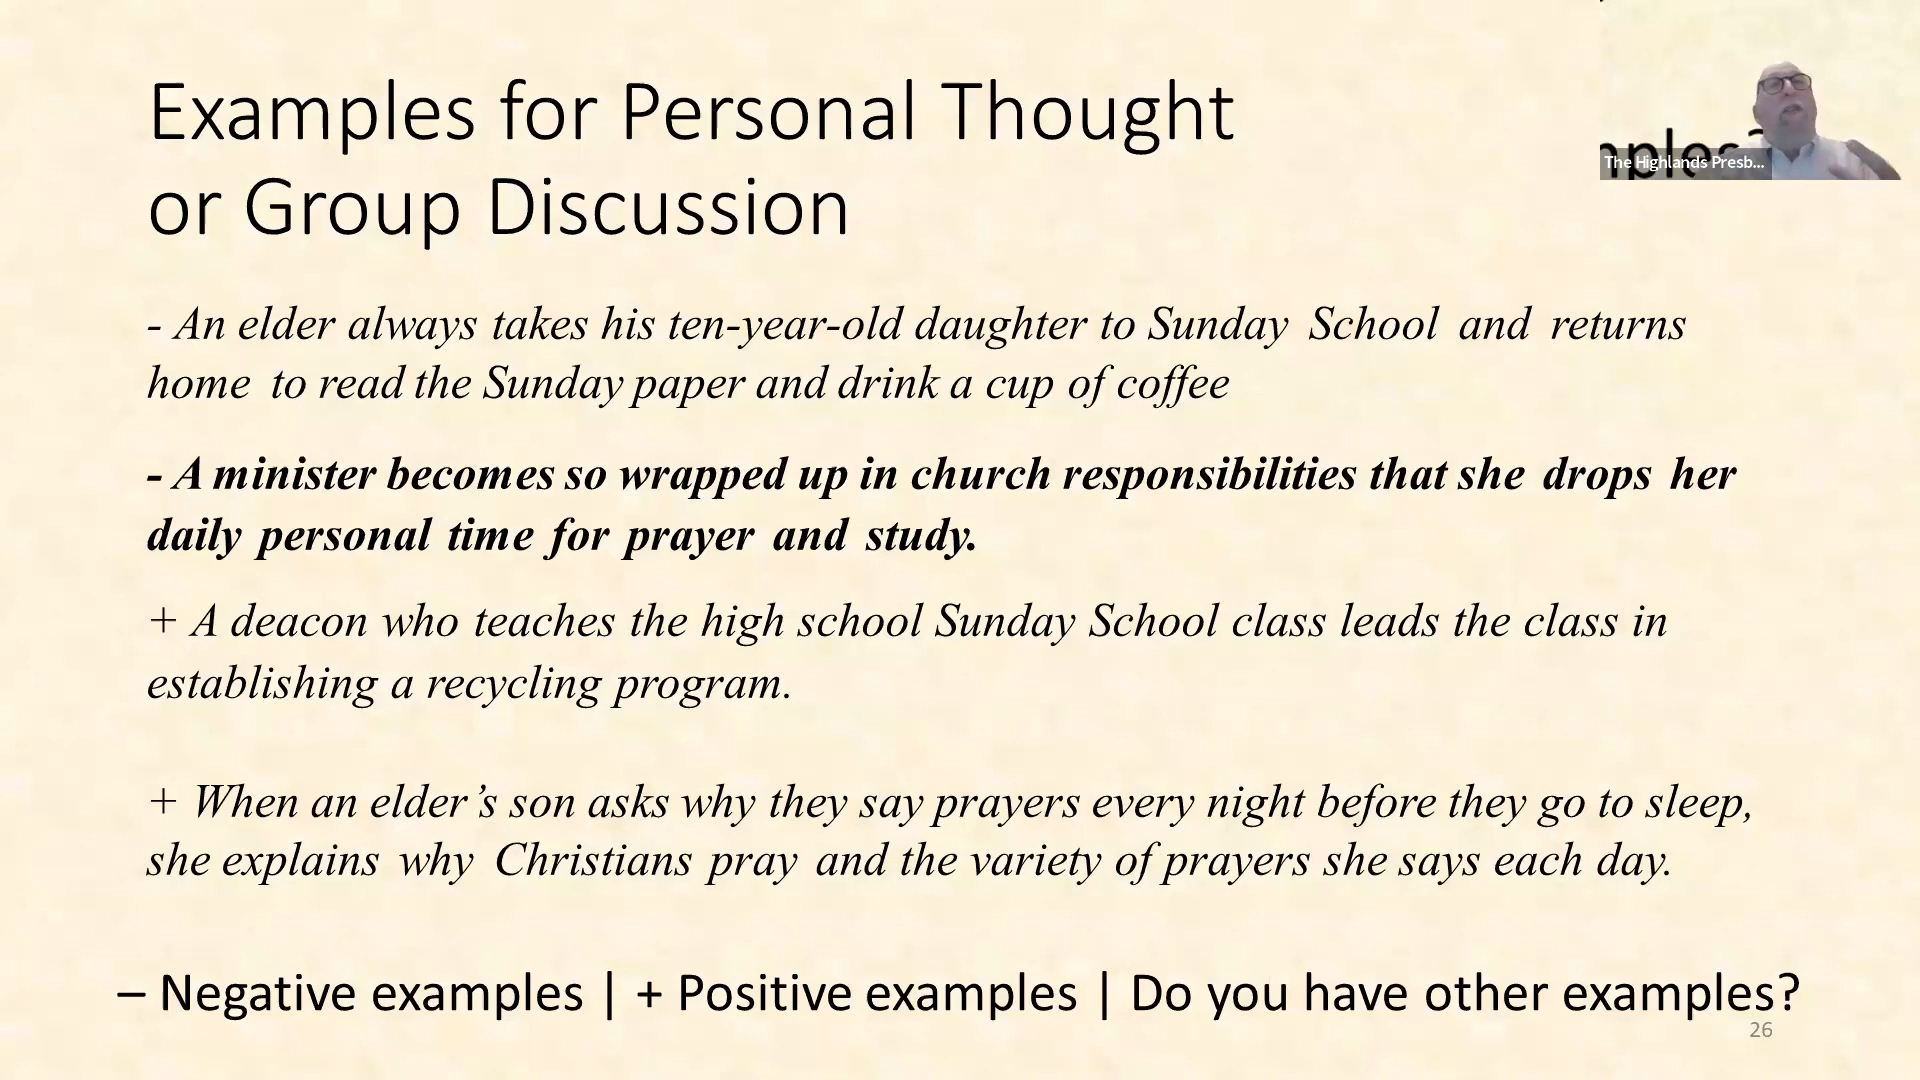 Examples for Personal Thought
or Group Discussion
The Highlands Presb...
- An elder always takes his ten-year-old daughter to Sunday School and returns
home to read the Sunday paper and drink a cup of coffee
- A minister becomes so wrapped up in church responsibilities that she drops her
daily personal time for prayer and study.
+ A deacon who teaches the high school Sunday School class leads the class in
establishing a recycling program.
+ When an elder’s son asks why they say prayers every night before they go to sleep,
she explains why Christians pray and the variety of prayers she says each day.
– Negative examples | + Positive examples | Do you have other examples?
26